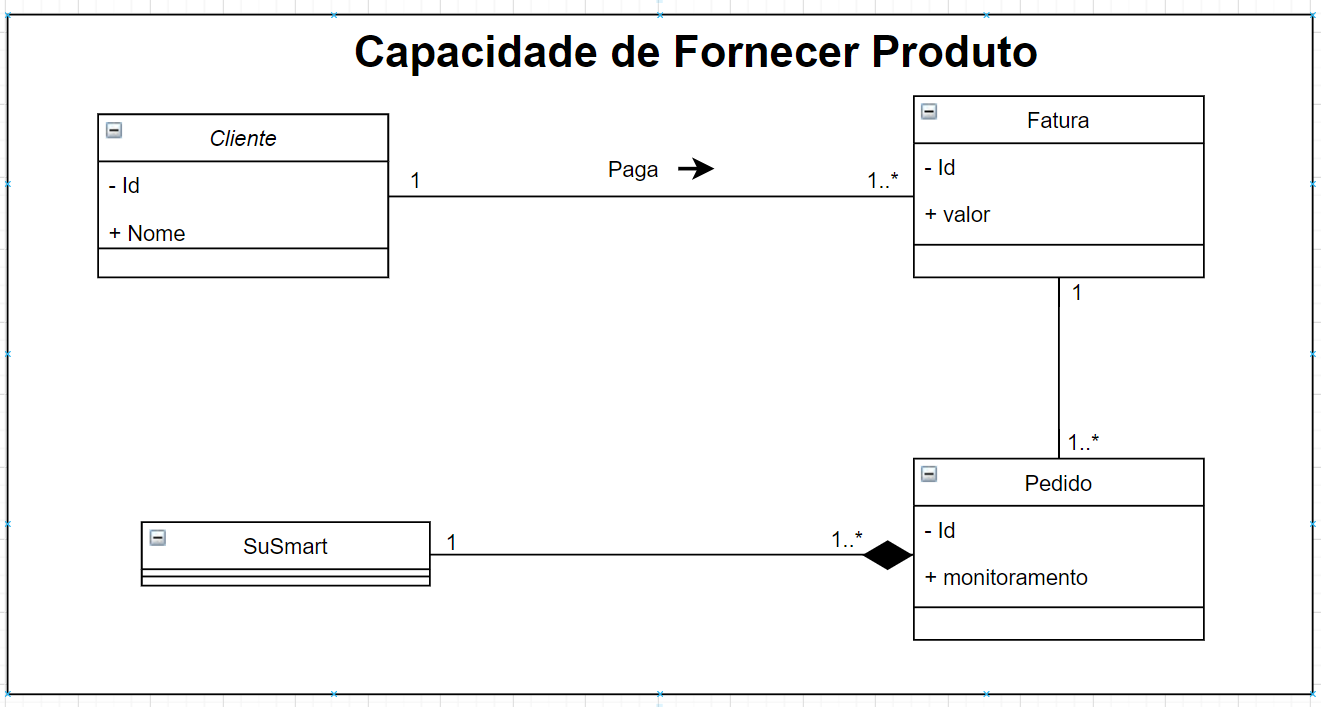 Capacidade de Fornecer Produto
Cliente
- Id
+ Nome
1
Paga
1..*
Fatura
- Id
+ valor
1
1..*
Pedido
- Id
+ monitoramento
1..*
1
SuSmart